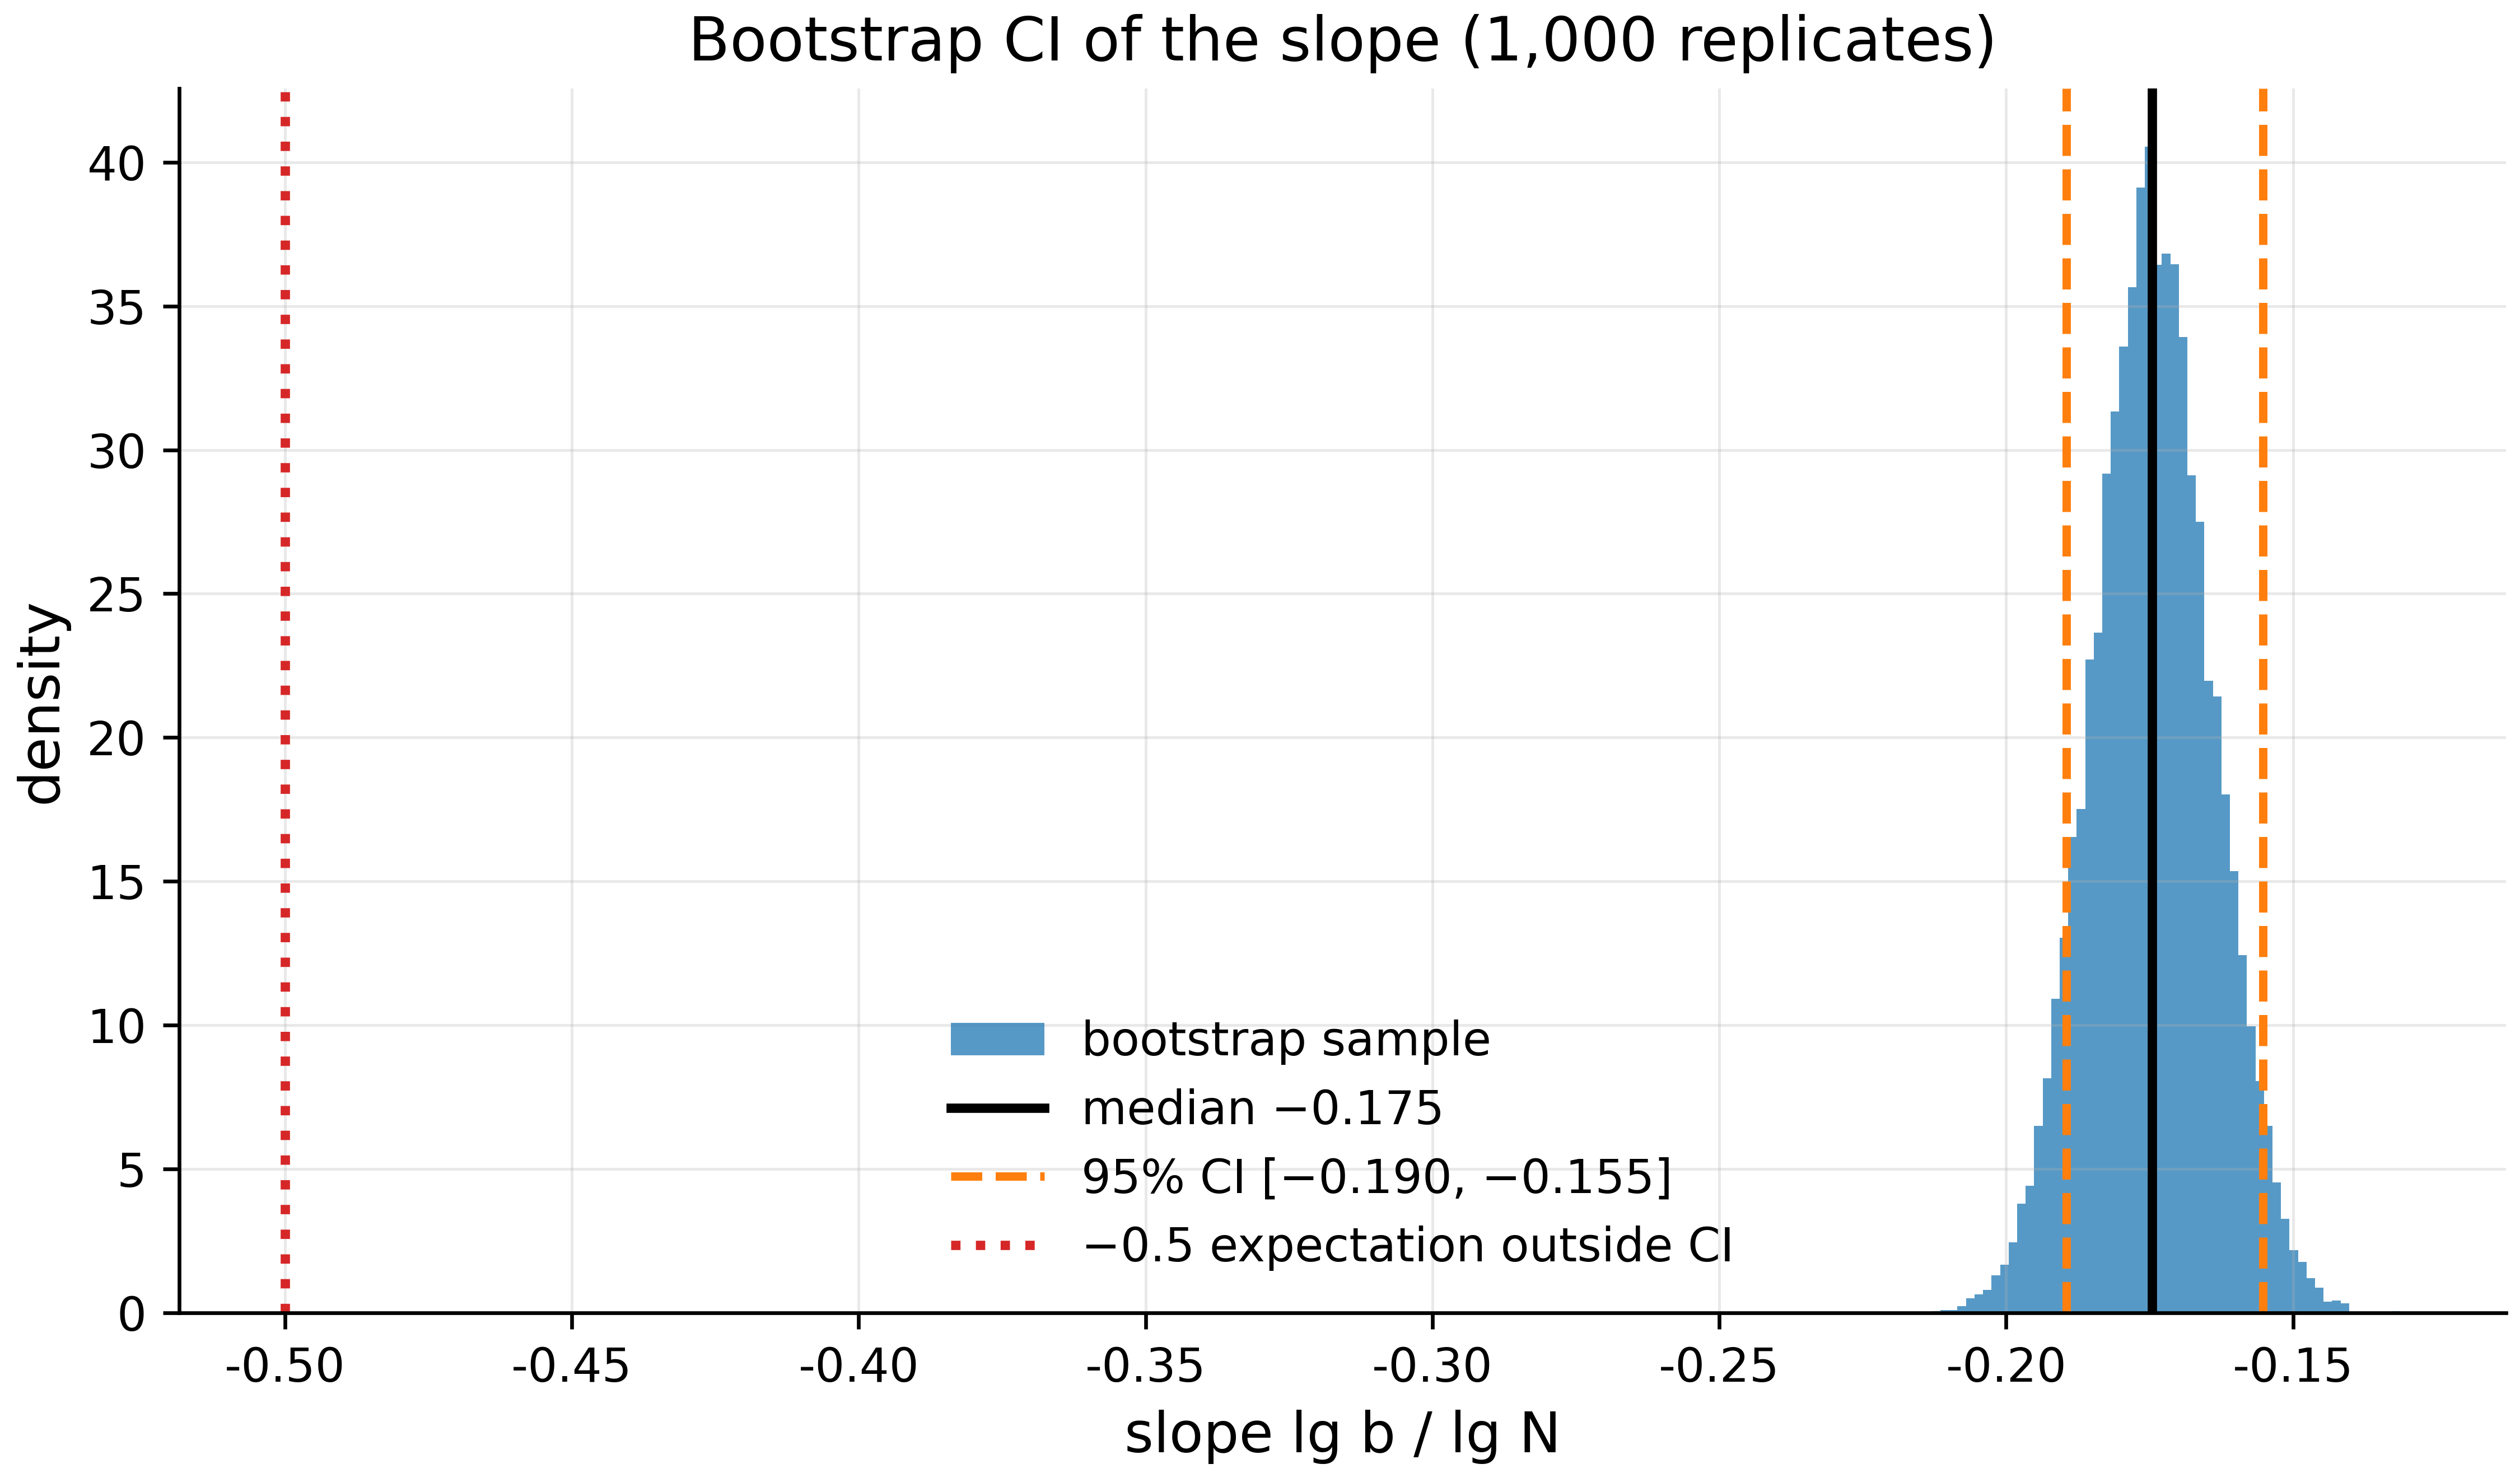 Bootstrap CI of the slope (1,000 replicates)
density
40
35
30
25
20
15
10
5
0
bootstrap sample
median −0.175
95% CI [−0.190, −0.155]
−0.5 expectation outside CI
-0.50 -0.45 -0.40 -0.35 -0.30 -0.25 -0.20 -0.15
slope lg b / lg N